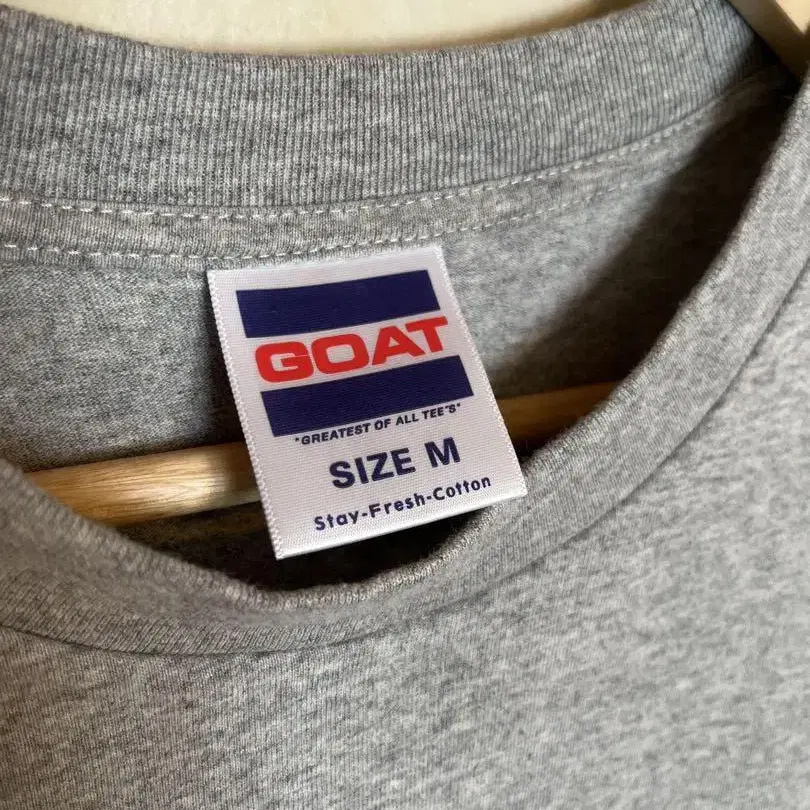 GOAT
"GREATEST OF ALL TEE'S"
SIZE M
Stay-Fresh-Cotton